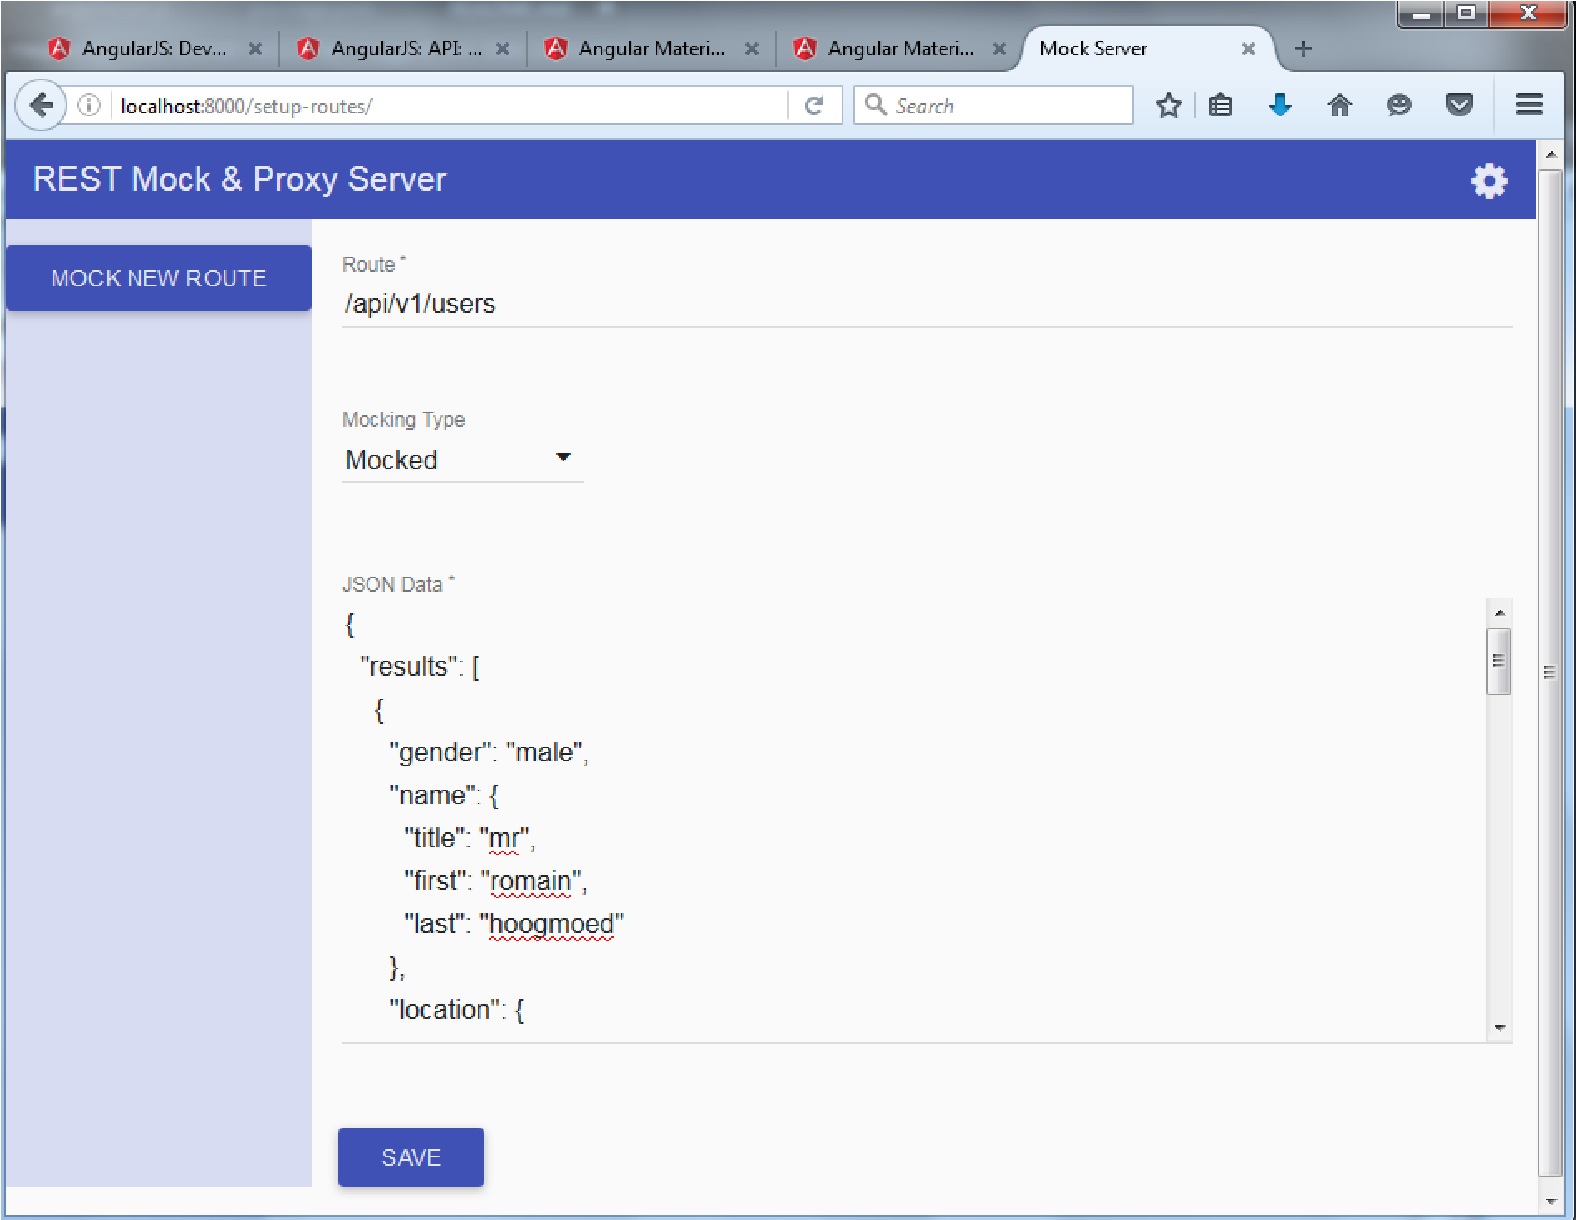 AngularJS: Dev...
AngularJS: API: ...
Angular Materi...
Angular Materi...
Mock Server
localhost:8000/setup-routes/
Search
REST Mock & Proxy Server
MOCK NEW ROUTE
Route *
/api/v1/users
Mocking Type
Mocked
JSON Data *
{
"results": [
{
"gender": "male",
"name": {
"title": "mr",
"first": "romain",
"last": "hoogmoed"
},
"location": {
SAVE